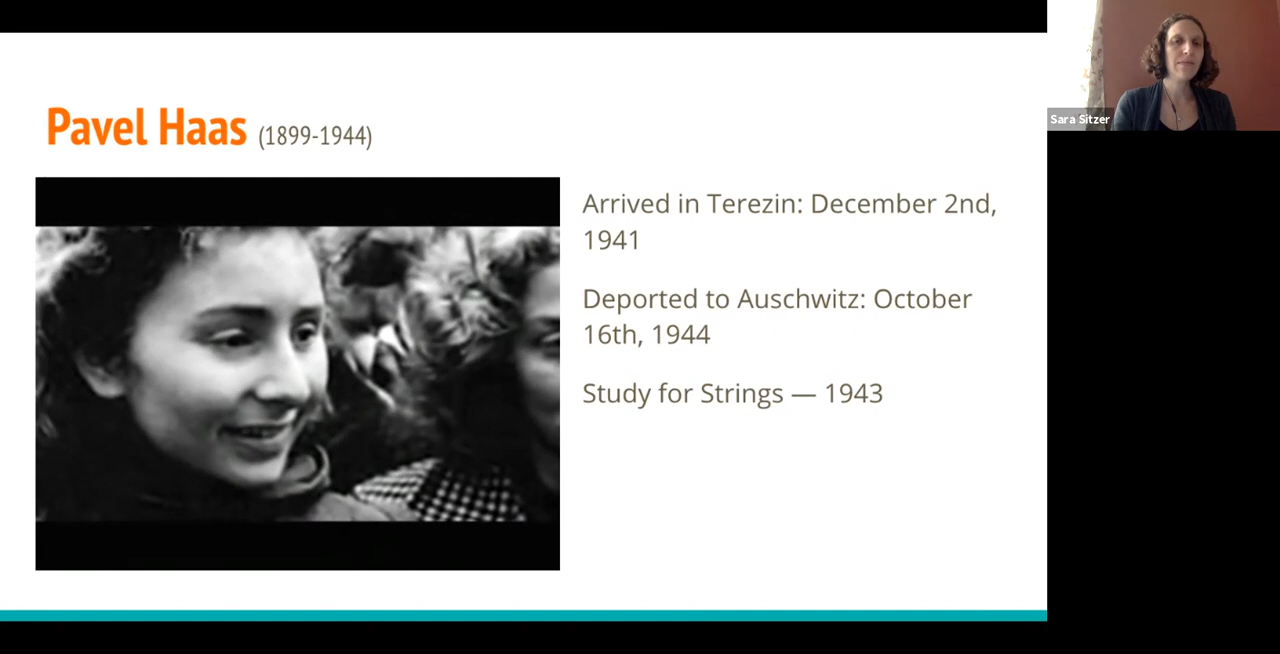 Pavel Haas (1899-1944)
Arrived in Terezin: December 2nd,
1941
Deported to Auschwitz: October
16th, 1944
Study for Strings — 1943
Sara Sitzer